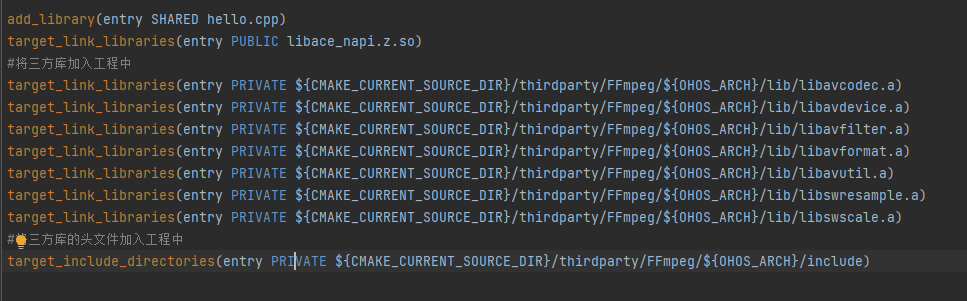 add_library(entry SHARED hello.cpp)
target_link_libraries(entry PUBLIC libace_napi.z.so)
#将三方库加入工程中
target_link_libraries(entry PRIVATE ${CMAKE_CURRENT_SOURCE_DIR}/thirdparty/FFmpeg/${OHOS_ARCH}/lib/libavcodec.a)
target_link_libraries(entry PRIVATE ${CMAKE_CURRENT_SOURCE_DIR}/thirdparty/FFmpeg/${OHOS_ARCH}/lib/libavdevice.a)
target_link_libraries(entry PRIVATE ${CMAKE_CURRENT_SOURCE_DIR}/thirdparty/FFmpeg/${OHOS_ARCH}/lib/libavfilter.a)
target_link_libraries(entry PRIVATE ${CMAKE_CURRENT_SOURCE_DIR}/thirdparty/FFmpeg/${OHOS_ARCH}/lib/libavformat.a)
target_link_libraries(entry PRIVATE ${CMAKE_CURRENT_SOURCE_DIR}/thirdparty/FFmpeg/${OHOS_ARCH}/lib/libavutil.a)
target_link_libraries(entry PRIVATE ${CMAKE_CURRENT_SOURCE_DIR}/thirdparty/FFmpeg/${OHOS_ARCH}/lib/libswresample.a)
target_link_libraries(entry PRIVATE ${CMAKE_CURRENT_SOURCE_DIR}/thirdparty/FFmpeg/${OHOS_ARCH}/lib/libswscale.a)
#将三方库的头文件加入工程中
target_include_directories(entry PRIVATE ${CMAKE_CURRENT_SOURCE_DIR}/thirdparty/FFmpeg/${OHOS_ARCH}/include)